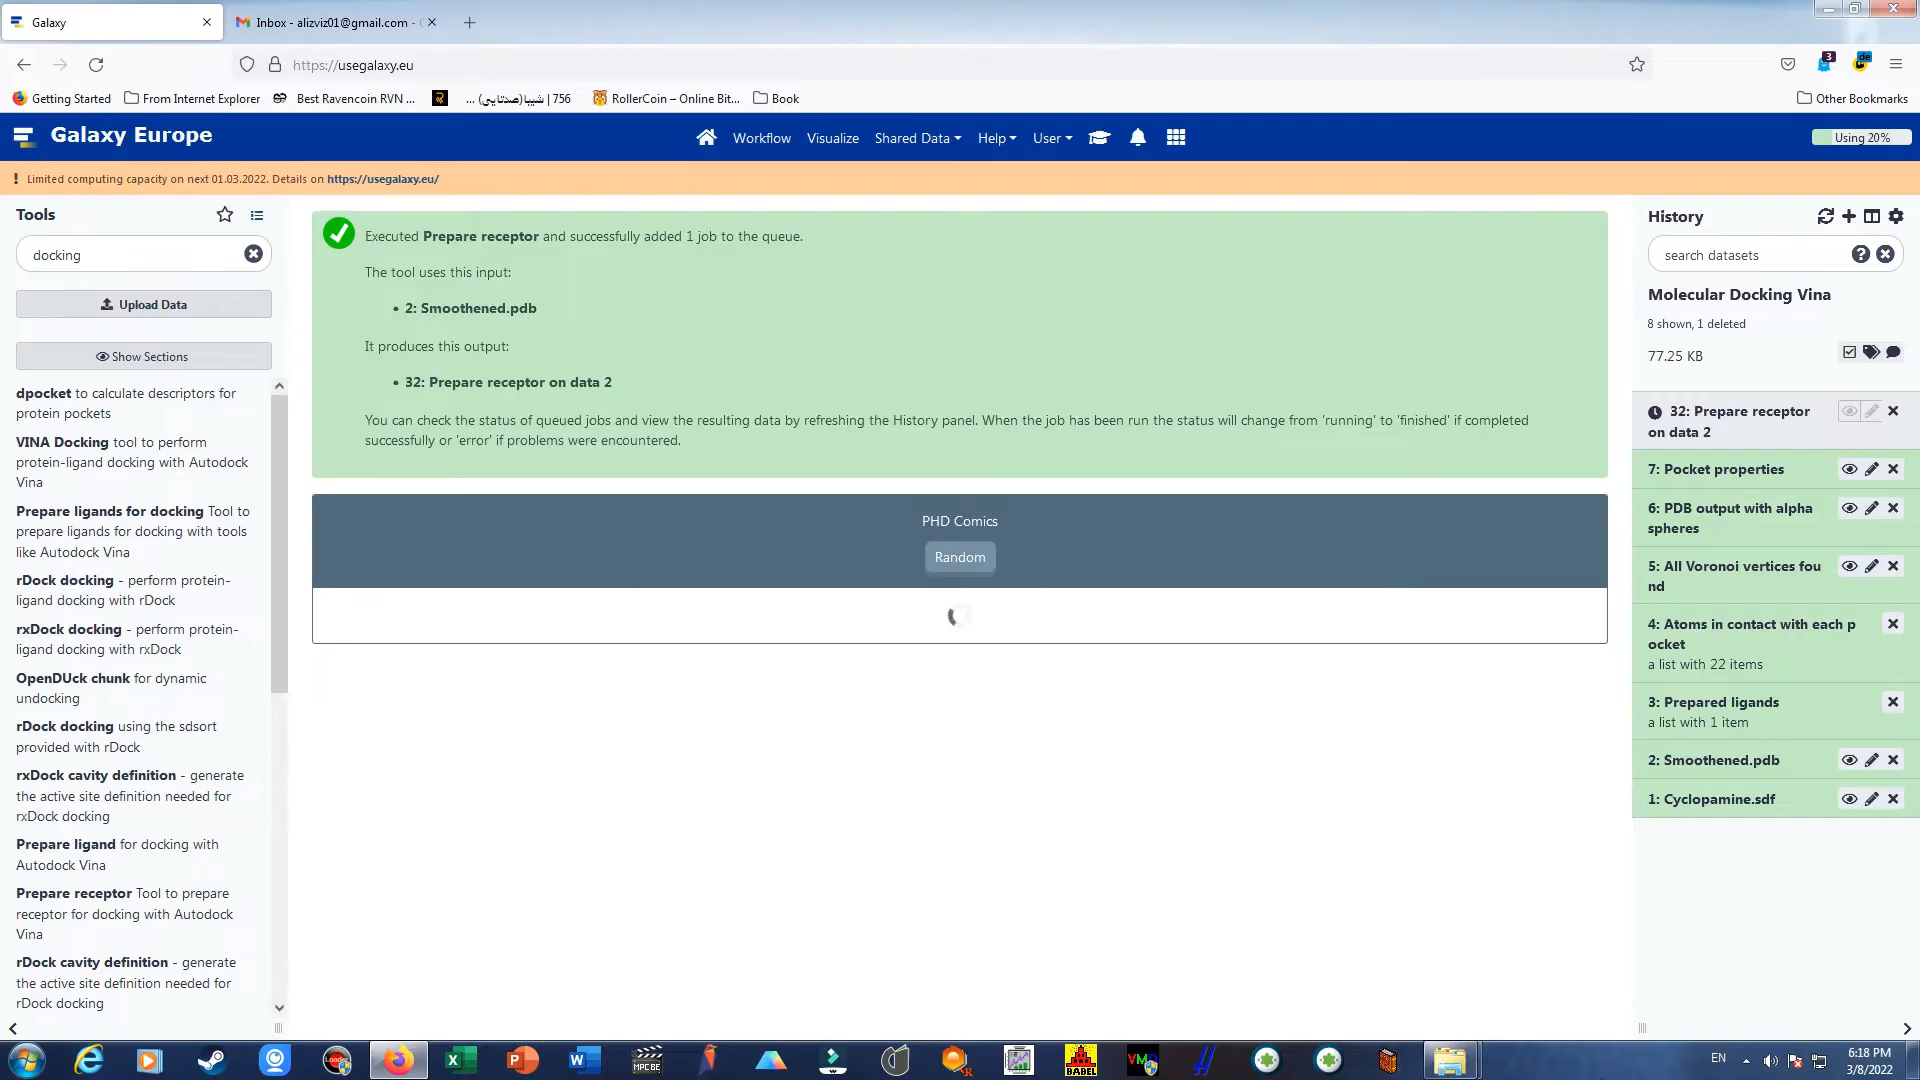 Galaxy
Inbox - alizviz01@gmail.com -
https://usegalaxy.eu
3
de
Getting Started
From Internet Explorer
Best Ravencoin RVN ...
756 | شیبا(صدتایی) ...
RollerCoin – Online Bit...
Book
Other Bookmarks
Galaxy Europe
Workflow
Visualize
Shared Data
Help
User
Using 20%
Limited computing capacity on next 01.03.2022. Details on https://usegalaxy.eu/
Tools
docking
Upload Data
Show Sections
dpocket to calculate descriptors for
protein pockets
VINA Docking tool to perform
protein-ligand docking with Autodock
Vina
Prepare ligands for docking Tool to
prepare ligands for docking with tools
like Autodock Vina
rDock docking - perform protein-
ligand docking with rDock
rxDock docking - perform protein-
ligand docking with rxDock
OpenDUck chunk for dynamic
undocking
rDock docking using the sdsort
provided with rDock
rxDock cavity definition - generate
the active site definition needed for
rxDock docking
Prepare ligand for docking with
Autodock Vina
Prepare receptor Tool to prepare
receptor for docking with Autodock
Vina
rDock cavity definition - generate
the active site definition needed for
rDock docking
Executed Prepare receptor and successfully added 1 job to the queue.
The tool uses this input:
• 2: Smoothened.pdb
It produces this output:
• 32: Prepare receptor on data 2
You can check the status of queued jobs and view the resulting data by refreshing the History panel. When the job has been run the status will change from 'running' to 'finished' if completed
successfully or 'error' if problems were encountered.
PHD Comics
Random
History
search datasets
Molecular Docking Vina
8 shown, 1 deleted
77.25 KB
32: Prepare receptor
on data 2
7: Pocket properties
6: PDB output with alpha
spheres
5: All Voronoi vertices fou
nd
4: Atoms in contact with each p
ocket
a list with 22 items
3: Prepared ligands
a list with 1 item
2: Smoothened.pdb
1: Cyclopamine.sdf
MPC BE
BABEL
VMD
EN
6:18 PM
3/8/2022